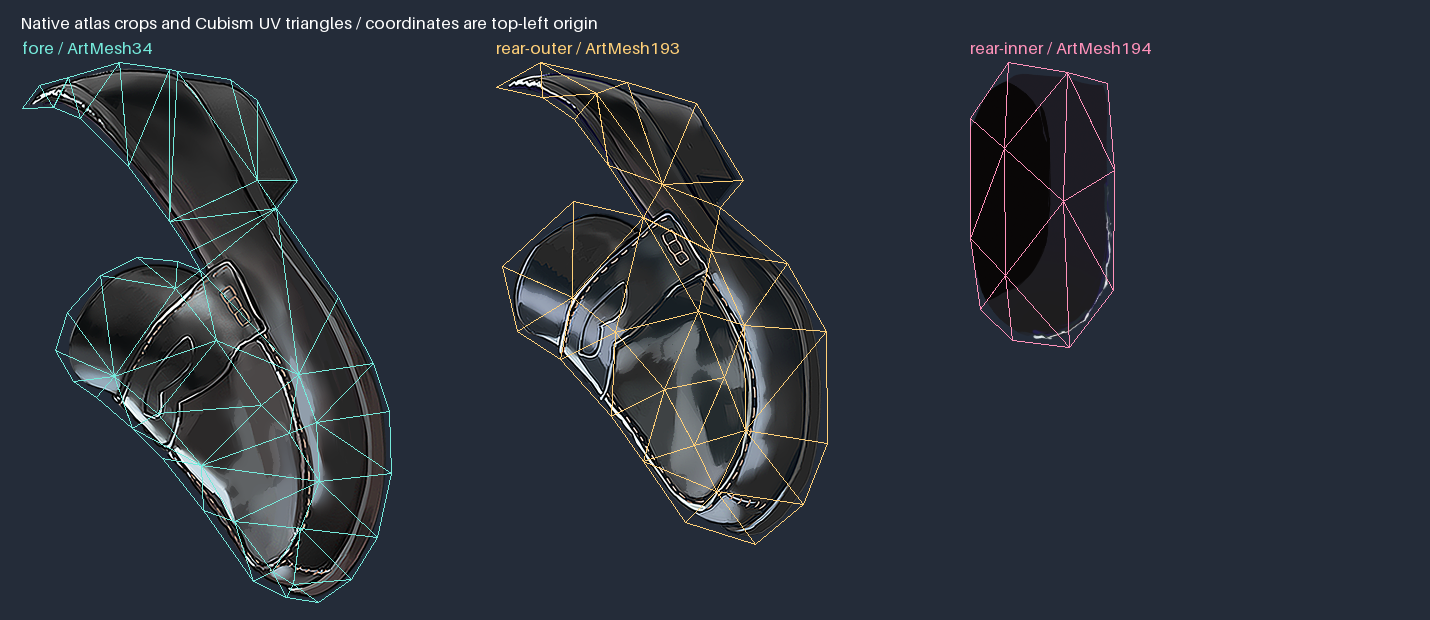 Native atlas crops and Cubism UV triangles / coordinates are top-left origin
fore / ArtMesh34
rear-outer / ArtMesh193
rear-inner / ArtMesh194